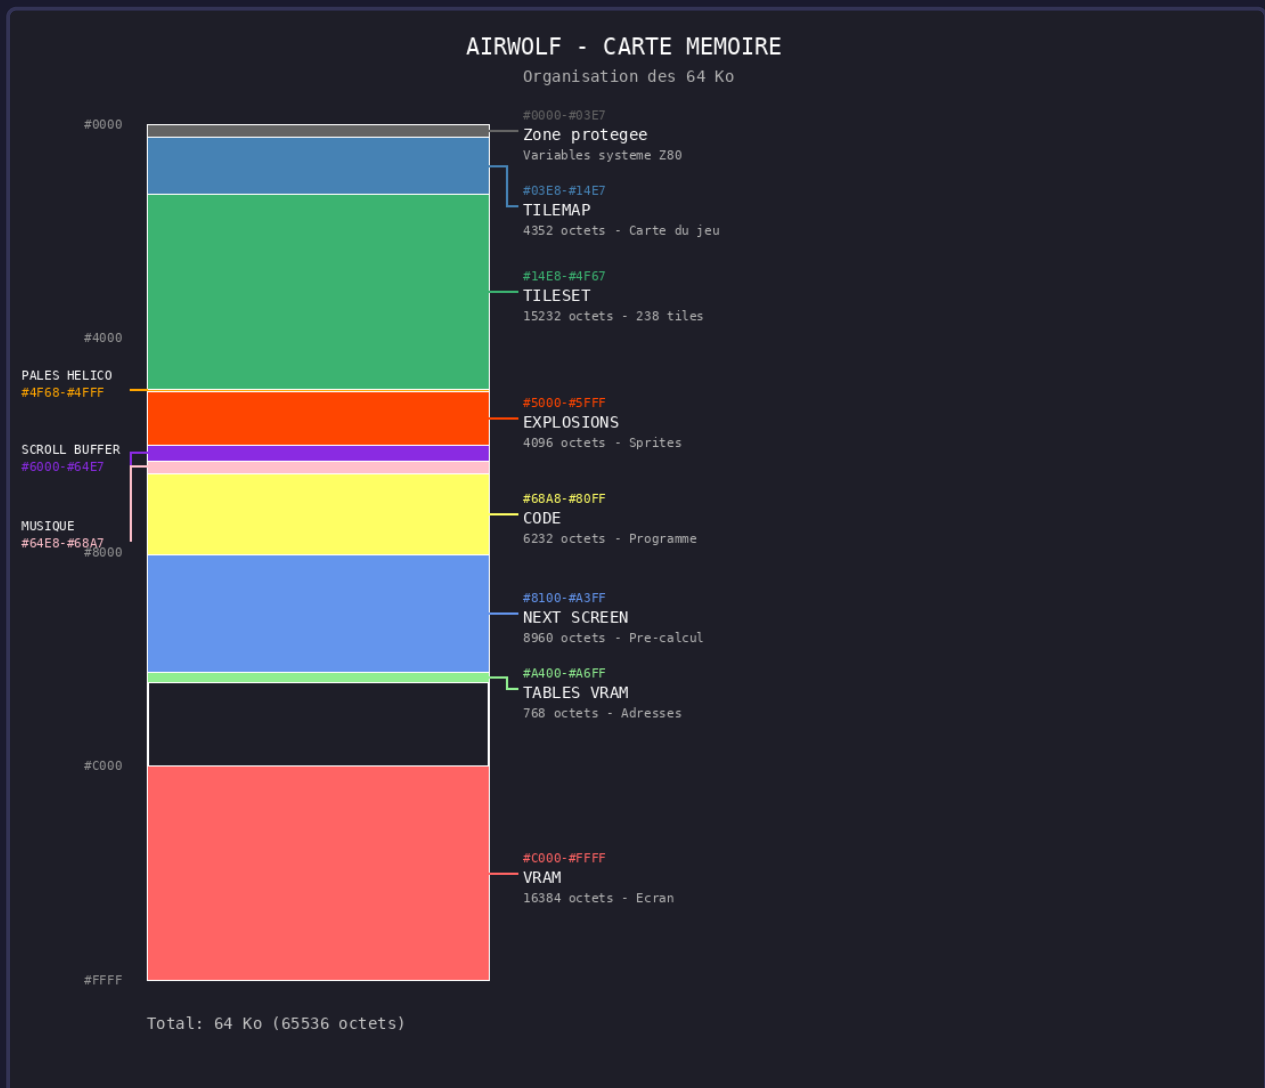 AIRWOLF - CARTE MEMOIRE
Organisation des 64 Ko
#0000
#0000-#03E7
Zone protegee
Variables systeme Z80
#03E8-#14E7
TILEMAP
4352 octets - Carte du jeu
#14E8-#4F67
TILESET
15232 octets - 238 tiles
#4000
PALES HELICO
#4F68-#4FFF
#5000-#5FFF
EXPLOSIONS
4096 octets - Sprites
SCROLL BUFFER
#6000-#64E7
#68A8-#80FF
CODE
6232 octets - Programme
MUSIQUE
#64E8-#68A7
#8000
#8100-#A3FF
NEXT SCREEN
8960 octets - Pre-calcul
#A400-#A6FF
TABLES VRAM
768 octets - Adresses
#C000
#C000-#FFFF
VRAM
16384 octets - Ecran
#FFFF
Total: 64 Ko (65536 octets)